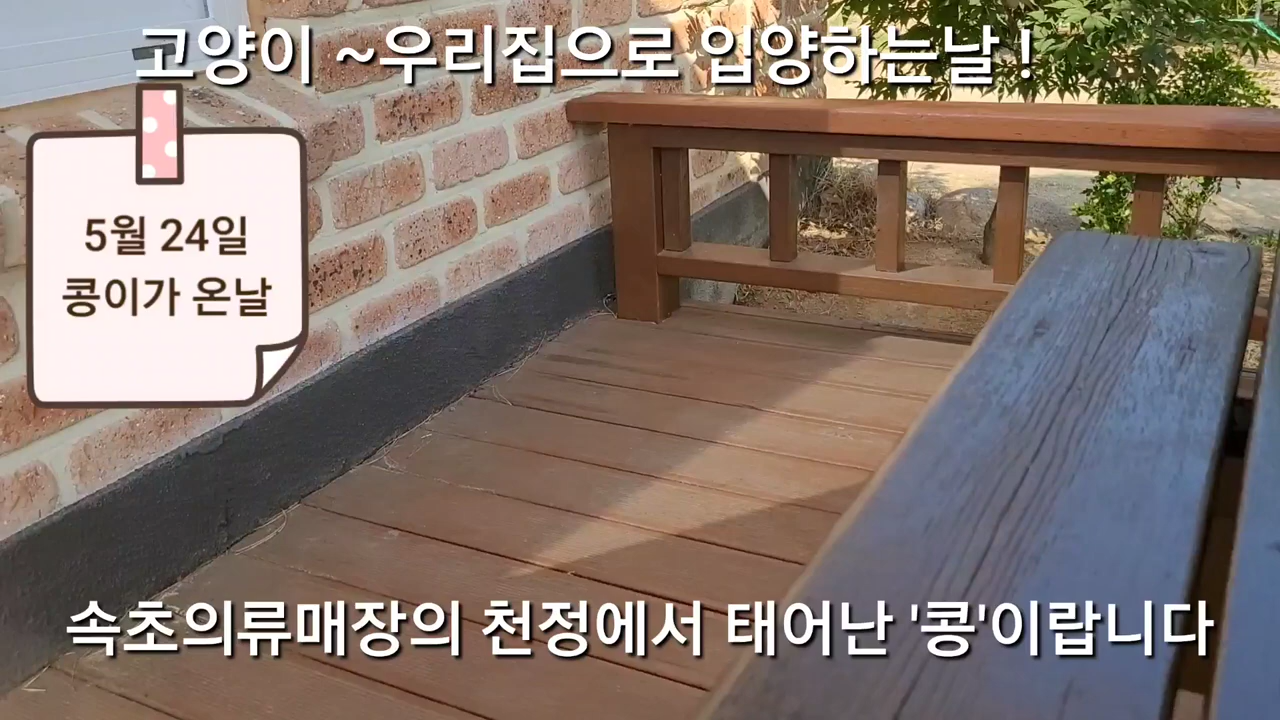 고양이 ~우리집으로 입양하는날 !
5월 24일
콩이가 온날
속초의류매장의 천정에서 태어난 '콩'이랍니다